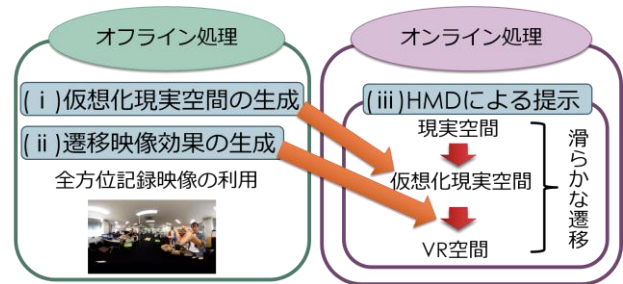 オフライン処理
(ⅰ)仮想化現実空間の生成
(ⅱ)遷移映像効果の生成
全方位記録映像の利用
オンライン処理
(ⅲ)HMDによる提示
現実空間
仮想化現実空間
VR空間
滑らかな遷移